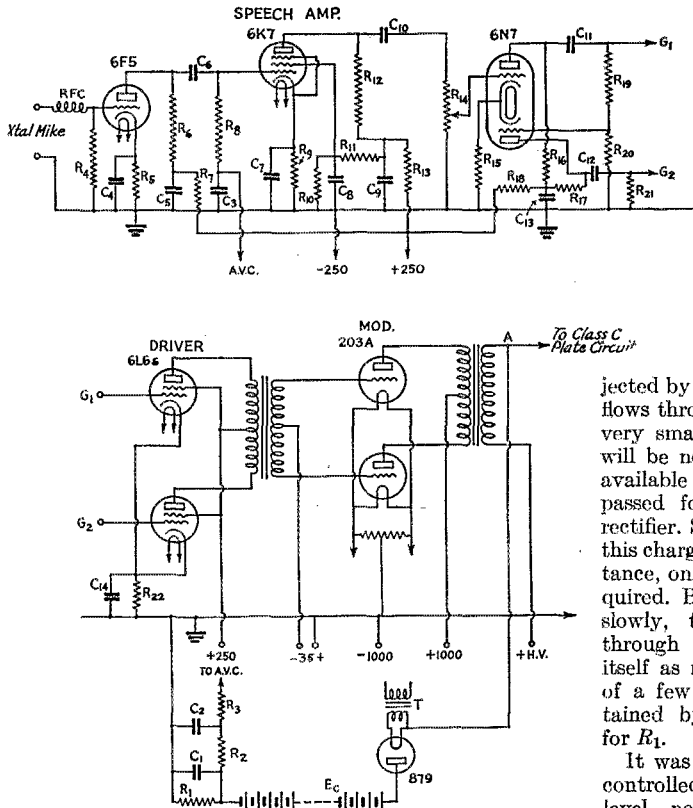 SPEECH AMP.
6F5
6K7
6N7
C6
C10
C11
G1
RFC
Xtal Mike
R4
C4
R5
R6
C5
R7
R8
C3
C7
R9
R10
R11
C8
R12
C9
R13
R14
R15
R16
R18
C13
R17
C12
R19
R20
R21
G2
A.V.C.
-250
+250
DRIVER
6L6s
MOD.
203A
A
To Class C
Plate Circuit
G1
G2
C14
R22
+250
TO A.V.C.
-35+
-1000
+1000
+H.V.
C2
R3
C1
R2
R1
EC
T
879
jected by
flows thro
very sma
will be no
available
passed fo
rectifier. S
this charg
tance, on
quired. B
slowly, t
through
itself as n
of a few
tained by
for R1.
It was
controlled
level, no